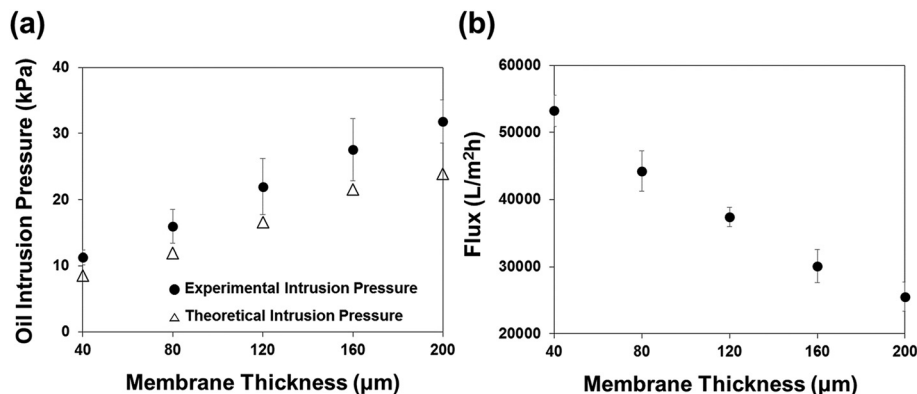 (a)
Oil Intrusion Pressure (kPa)
40
30
20
10
0
● Experimental Intrusion Pressure
△ Theoretical Intrusion Pressure
40 80 120 160 200
Membrane Thickness (μm)
(b)
Flux (L/m²h)
60000
50000
40000
30000
20000
40 80 120 160 200
Membrane Thickness (μm)